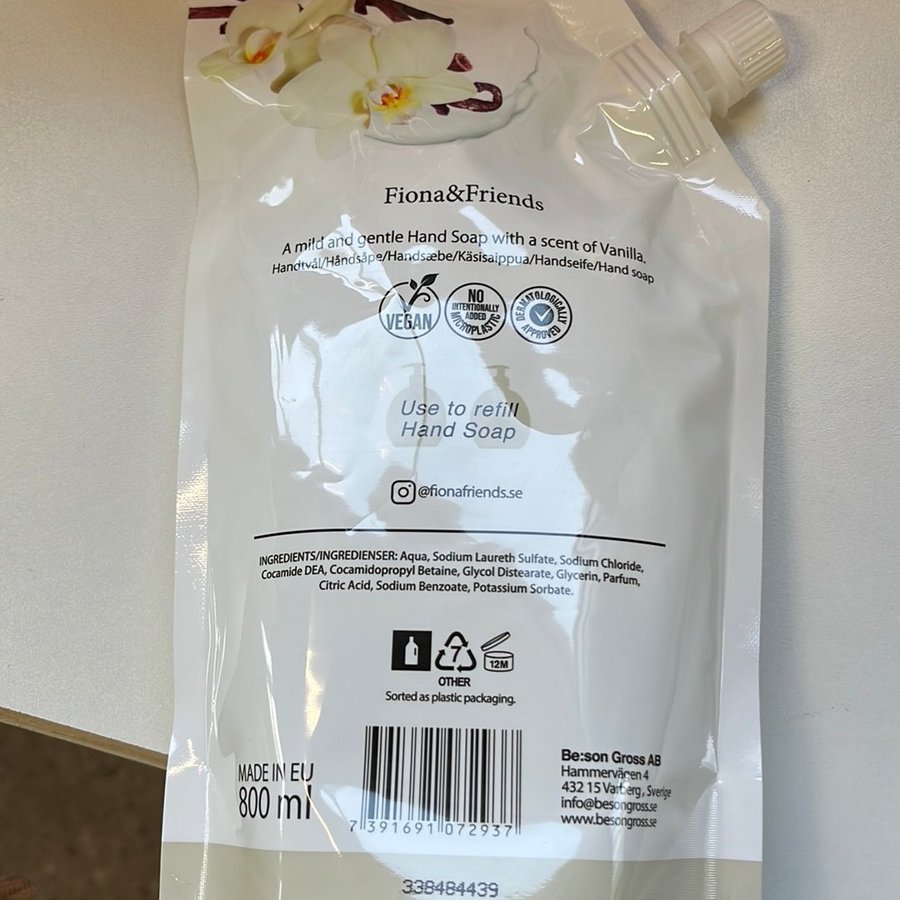 Fiona&Friends
A mild and gentle Hand Soap with a scent of Vanilla.
Handtvål/Håndsåpe/Handsæbe/Käsisaippua/Handseife/Hand soap
VEGAN
NO
INTENTIONALLY
ADDED
MICROPLASTIC
DERMATOLOGICALLY
APPROVED
Use to refill
Hand Soap
@fionafriends.se
INGREDIENTS/INGREDIENSER: Aqua, Sodium Laureth Sulfate, Sodium Chloride,
Cocamide DEA, Cocamidopropyl Betaine, Glycol Distearate, Glycerin, Parfum,
Citric Acid, Sodium Benzoate, Potassium Sorbate.
7
12M
OTHER
Sorted as plastic packaging.
MADE IN EU
800 ml
7 391691 072937
Be:son Gross AB
Hammervägen 4
432 15 Varberg, Sverige
info@besongross.se
www.besongross.se
338484439